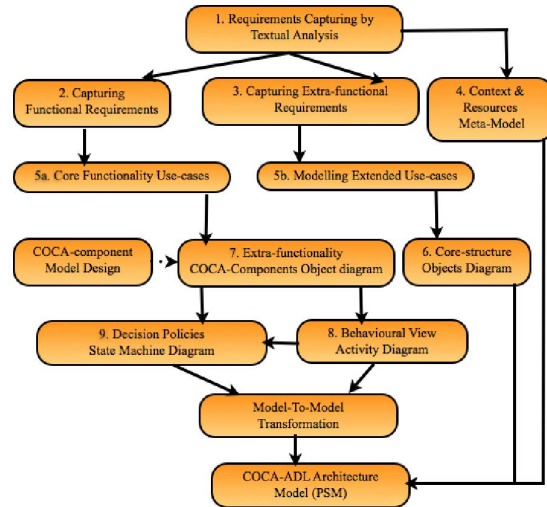 1. Requirements Capturing by
Textual Analysis
2. Capturing
Functional Requirements
3. Capturing Extra-functional
Requirements
4. Context &
Resources
Meta-Model
5a. Core Functionality Use-cases
5b. Modelling Extended Use-cases
COCA-component
Model Design
7. Extra-functionality
COCA-Components Object diagram
6. Core-structure
Objects Diagram
9. Decision Policies
State Machine Diagram
8. Behavioural View
Activity Diagram
Model-To-Model
Transformation
COCA-ADL Architecture
Model (PSM)